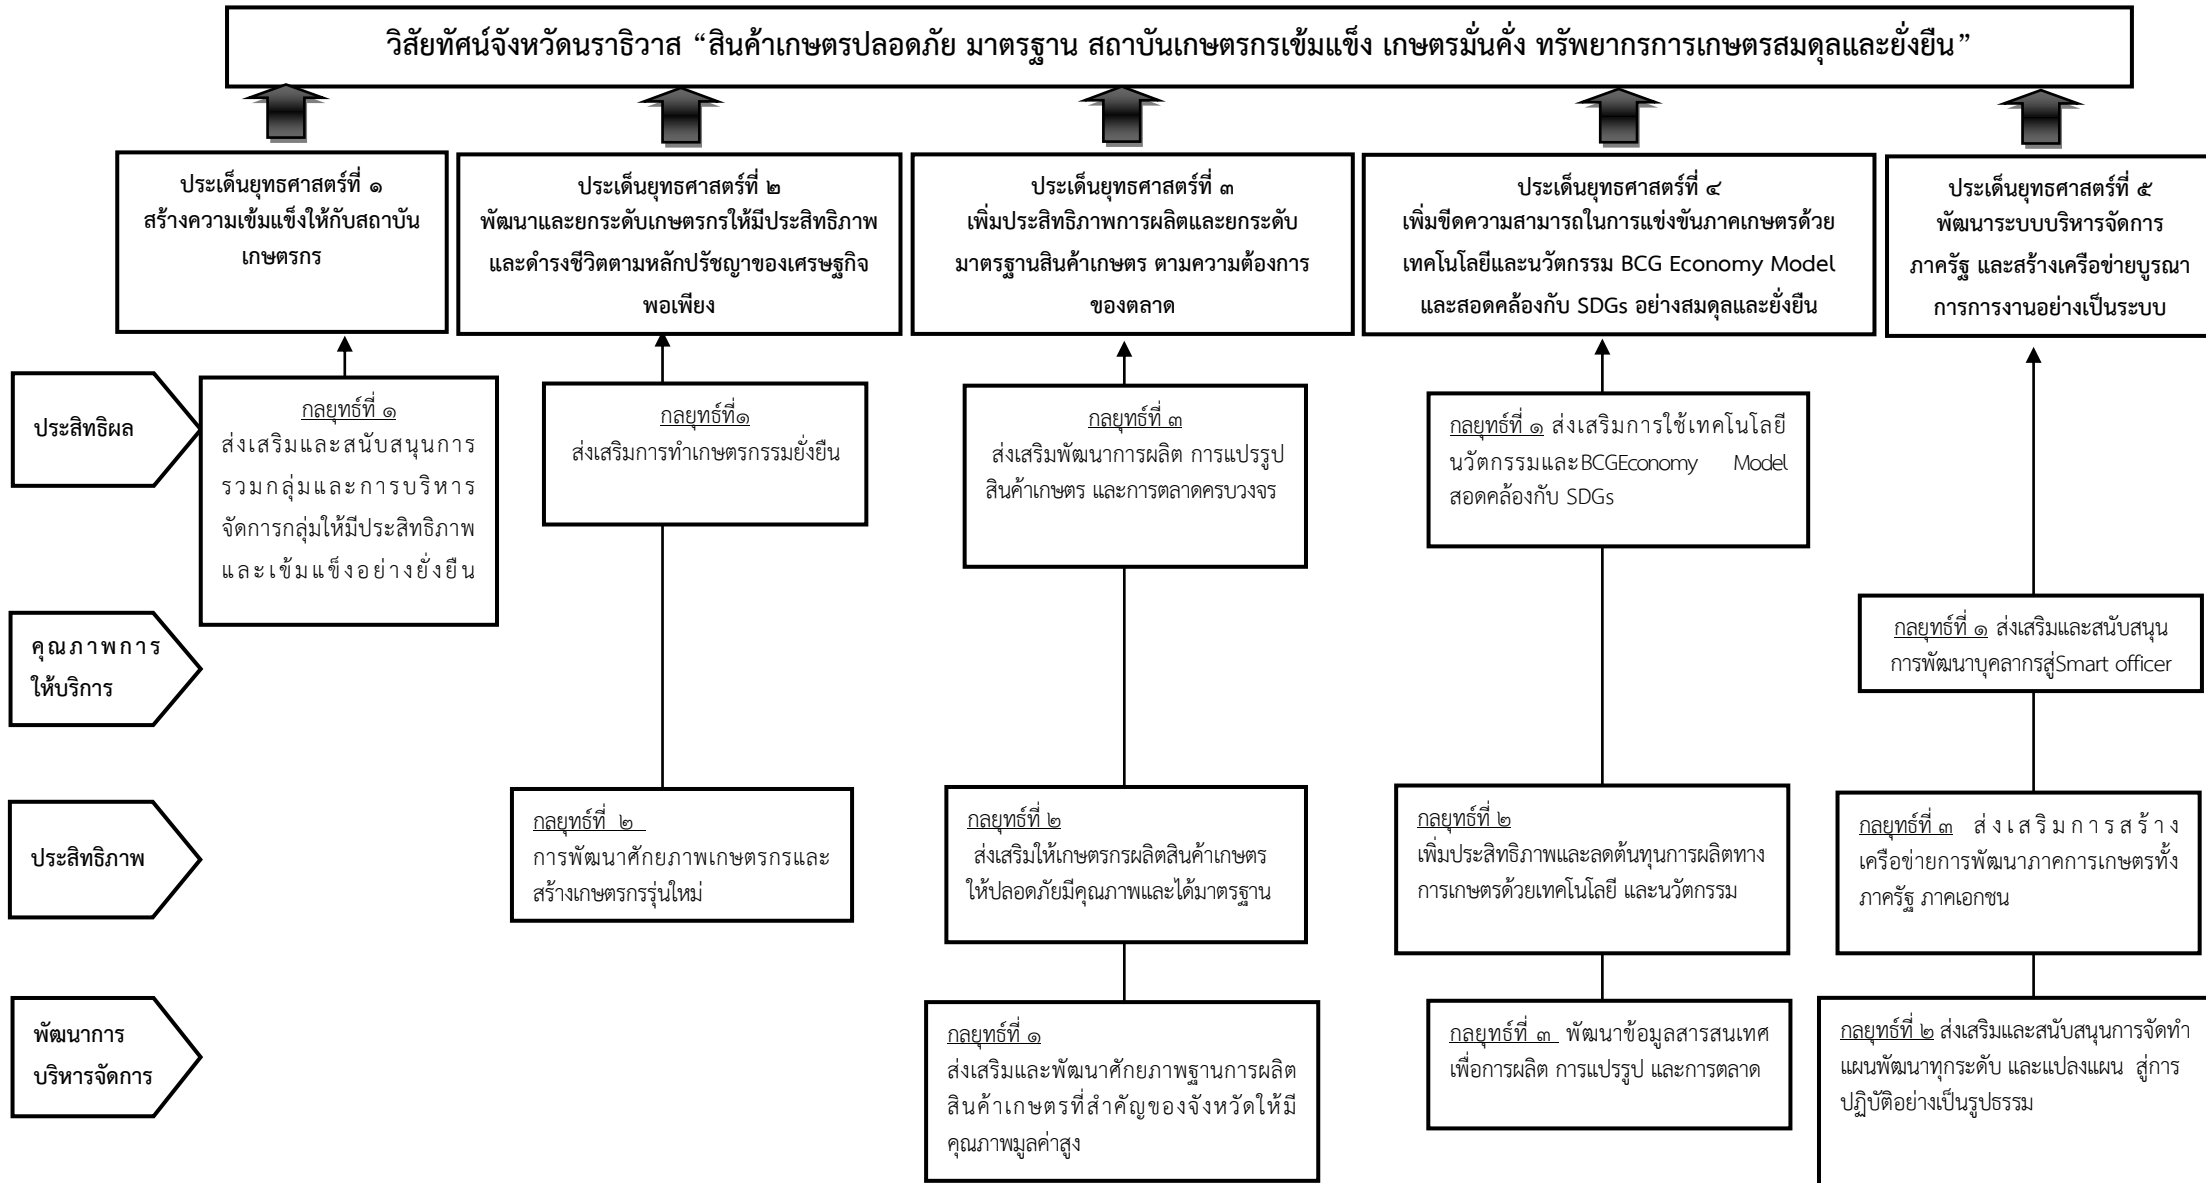 วิสัยทัศน์จังหวัดนราธิวาส “สินค้าเกษตรปลอดภัย มาตรฐาน สถาบันเกษตรกรเข้มแข็ง เกษตรมั่นคั่ง ทรัพยากรการเกษตรสมดุลและยั่งยืน”
ประเด็นยุทธศาสตร์ที่ ๑
สร้างความเข้มแข็งให้กับสถาบัน
เกษตรกร
ประเด็นยุทธศาสตร์ที่ ๒
พัฒนาและยกระดับเกษตรกรให้มีประสิทธิภาพ
และดำรงชีวิตตามหลักปรัชญาของเศรษฐกิจ
พอเพียง
ประเด็นยุทธศาสตร์ที่ ๓
เพิ่มประสิทธิภาพการผลิตและยกระดับ
มาตรฐานสินค้าเกษตร ตามความต้องการ
ของตลาด
ประเด็นยุทธศาสตร์ที่ ๔
เพิ่มขีดความสามารถในการแข่งขันภาคเกษตรด้วย
เทคโนโลยีและนวัตกรรม BCG Economy Model
และสอดคล้องกับ SDGs อย่างสมดุลและยั่งยืน
ประเด็นยุทธศาสตร์ที่ ๕
พัฒนาระบบบริหารจัดการ
ภาครัฐ และสร้างเครือข่ายบูรณา
การการงานอย่างเป็นระบบ
ประสิทธิผล
กลยุทธ์ที่ ๑
ส่งเสริมและสนับสนุนการ
รวมกลุ่มและการบริหาร
จัดการกลุ่มให้มีประสิทธิภาพ
และเข้มแข็งอย่างยั่งยืน
กลยุทธ์ที่๑
ส่งเสริมการทำเกษตรกรรมยั่งยืน
กลยุทธ์ที่ ๓
ส่งเสริมพัฒนาการผลิต การแปรรูป
สินค้าเกษตร และการตลาดครบวงจร
กลยุทธ์ที่ ๑ ส่งเสริมการใช้เทคโนโลยี
นวัตกรรมและBCGEconomy Model
สอดคล้องกับ SDGs
คุณภาพการ
ให้บริการ
กลยุทธ์ที่ ๑ ส่งเสริมและสนับสนุน
การพัฒนาบุคลากรสู่Smart officer
ประสิทธิภาพ
กลยุทธ์ที่ ๒
การพัฒนาศักยภาพเกษตรกรและ
สร้างเกษตรกรรุ่นใหม่
กลยุทธ์ที่ ๒
ส่งเสริมให้เกษตรกรผลิตสินค้าเกษตร
ให้ปลอดภัยมีคุณภาพและได้มาตรฐาน
กลยุทธ์ที่ ๒
เพิ่มประสิทธิภาพและลดต้นทุนการผลิตทาง
การเกษตรด้วยเทคโนโลยี และนวัตกรรม
กลยุทธ์ที่ ๓ ส่งเสริมการสร้าง
เครือข่ายการพัฒนาภาคการเกษตรทั้ง
ภาครัฐ ภาคเอกชน
พัฒนาการ
บริหารจัดการ
กลยุทธ์ที่ ๑
ส่งเสริมและพัฒนาศักยภาพฐานการผลิต
สินค้าเกษตรที่สำคัญของจังหวัดให้มี
คุณภาพมูลค่าสูง
กลยุทธ์ที่ ๓ พัฒนาข้อมูลสารสนเทศ
เพื่อการผลิต การแปรรูป และการตลาด
กลยุทธ์ที่ ๒ ส่งเสริมและสนับสนุนการจัดทำ
แผนพัฒนาทุกระดับ และแปลงแผน สู่การ
ปฏิบัติอย่างเป็นรูปธรรม